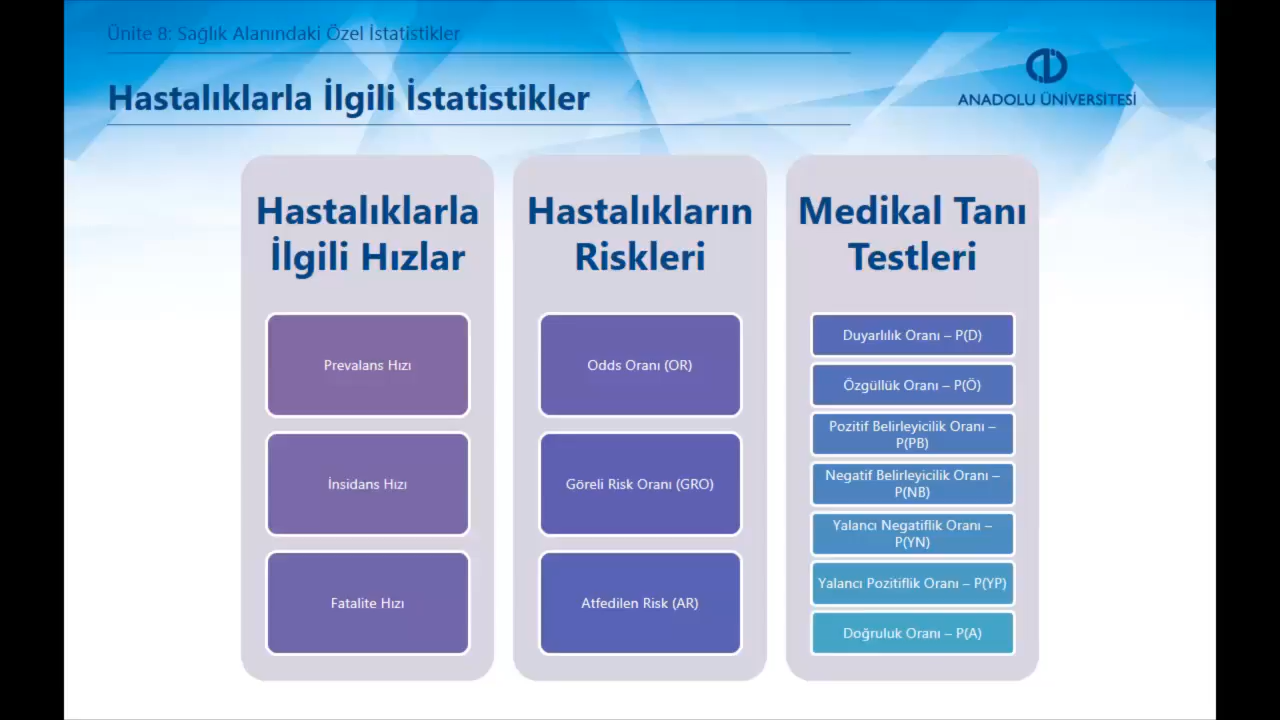 Ünite 8: Sağlık Alanındaki Özel İstatistikler
Hastalıklarla İlgili İstatistikler
ANADOLU ÜNİVERSİTESİ
Hastalıklarla
İlgili Hızlar
Prevalans Hızı
İnsidans Hızı
Fatalite Hızı
Hastalıkların
Riskleri
Odds Oranı (OR)
Göreli Risk Oranı (GRO)
Atfedilen Risk (AR)
Medikal Tanı
Testleri
Duyarlılık Oranı – P(D)
Özgüllük Oranı – P(Ö)
Pozitif Belirleyicilik Oranı –
P(PB)
Negatif Belirleyicilik Oranı –
P(NB)
Yalancı Negatiflik Oranı –
P(YN)
Yalancı Pozitiflik Oranı – P(YP)
Doğruluk Oranı – P(A)